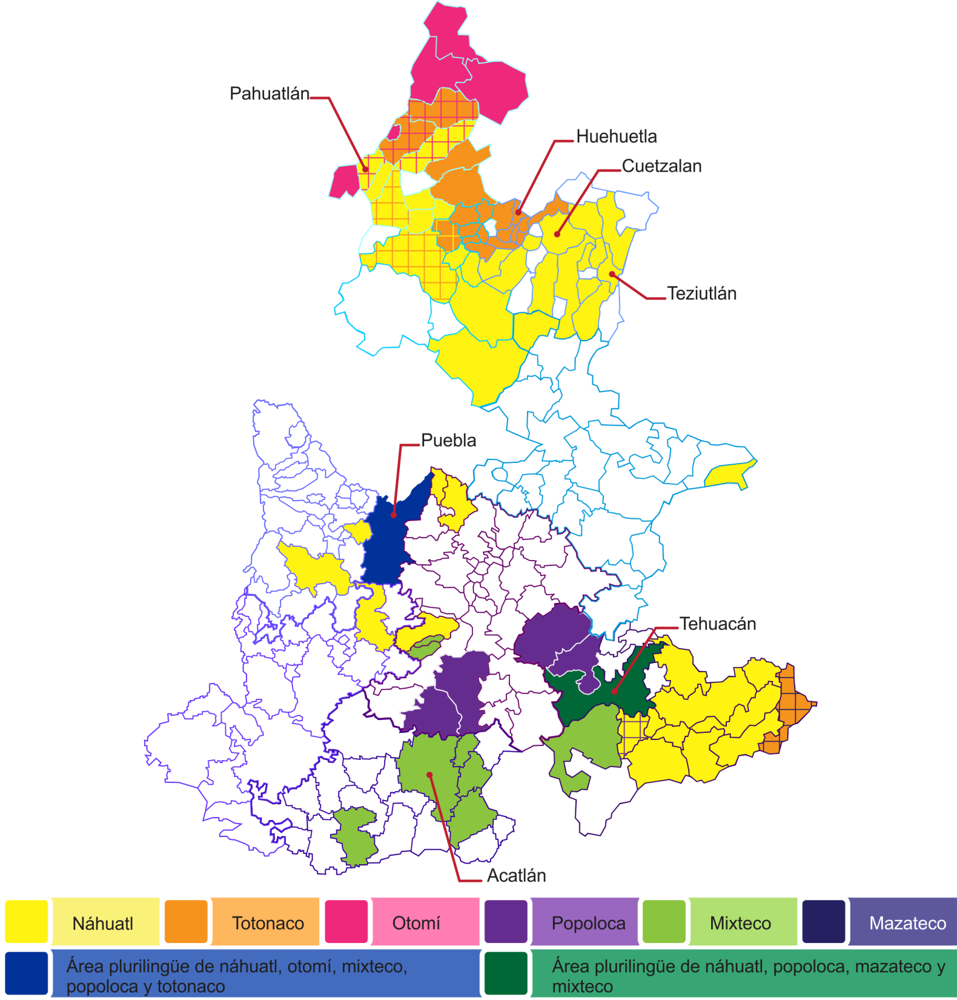 Pahuatlán
Huehuetla
Cuetzalan
Teziutlán
Puebla
Tehuacán
Acatlán
Náhuatl
Totonaco
Otomí
Popoloca
Mixteco
Mazateco
Área plurilingüe de náhuatl, otomí, mixteco,
popoloca y totonaco
Área plurilingüe de náhuatl, popoloca, mazateco y
mixteco